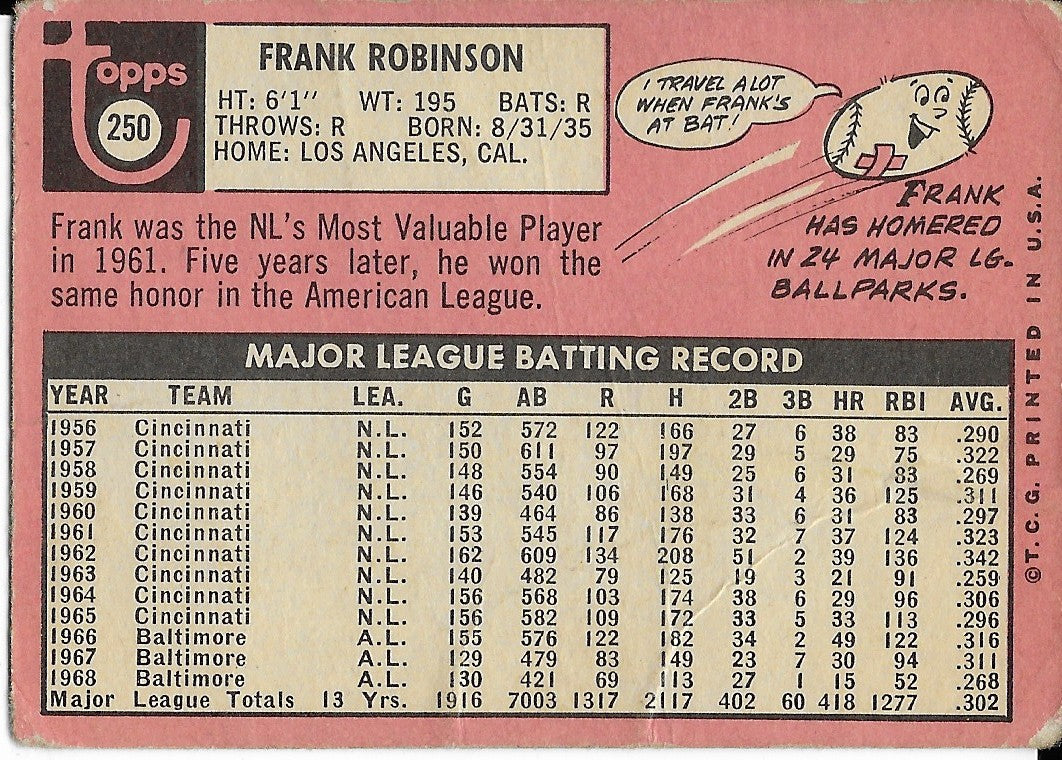 topps
250
FRANK ROBINSON
HT: 6'1" WT: 195 BATS: R
THROWS: R BORN: 8/31/35
HOME: LOS ANGELES, CAL.
I TRAVEL A LOT
WHEN FRANK'S
AT BAT!
FRANK
HAS HOMERED
IN 24 MAJOR LG.
BALLPARKS.
Frank was the NL's Most Valuable Player
in 1961. Five years later, he won the
same honor in the American League.
MAJOR LEAGUE BATTING RECORD
YEAR TEAM LEA. G AB R H 2B 3B HR RBI AVG.
1956 Cincinnati N.L. 152 572 122 166 27 6 38 83 .290
1957 Cincinnati N.L. 150 611 97 197 29 5 29 75 .322
1958 Cincinnati N.L. 148 554 90 149 25 6 31 83 .269
1959 Cincinnati N.L. 146 540 106 168 31 4 36 125 .311
1960 Cincinnati N.L. 139 464 86 138 33 6 31 83 .297
1961 Cincinnati N.L. 153 545 117 176 32 7 37 124 .323
1962 Cincinnati N.L. 162 609 134 208 51 2 39 136 .342
1963 Cincinnati N.L. 140 482 79 125 19 3 21 91 .259
1964 Cincinnati N.L. 156 568 103 174 38 6 29 96 .306
1965 Cincinnati N.L. 156 582 109 172 33 5 33 113 .296
1966 Baltimore A.L. 155 576 122 182 34 2 49 122 .316
1967 Baltimore A.L. 129 479 83 149 23 7 30 94 .311
1968 Baltimore A.L. 130 421 69 113 27 1 15 52 .268
Major League Totals 13 Yrs. 1916 7003 1317 2117 402 60 418 1277 .302
©T.C.G. PRINTED IN U.S.A.